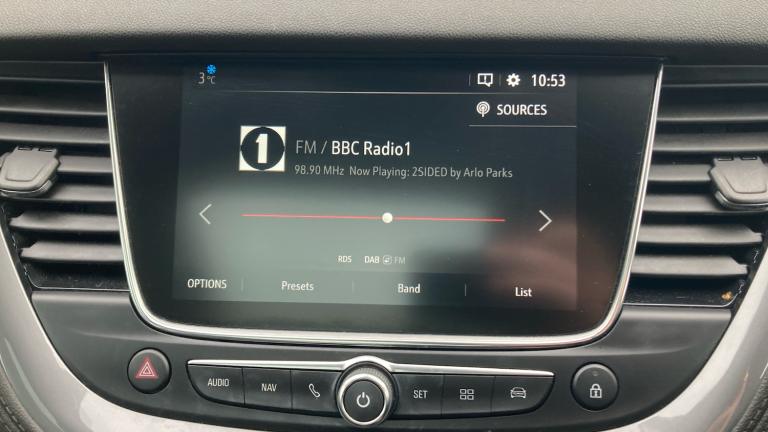 3°C 10:53
SOURCES
1 FM / BBC Radio1
98.90 MHz Now Playing: 2SIDED by Arlo Parks
RDS DAB FM
OPTIONS Presets Band List
AUDIO NAV SET